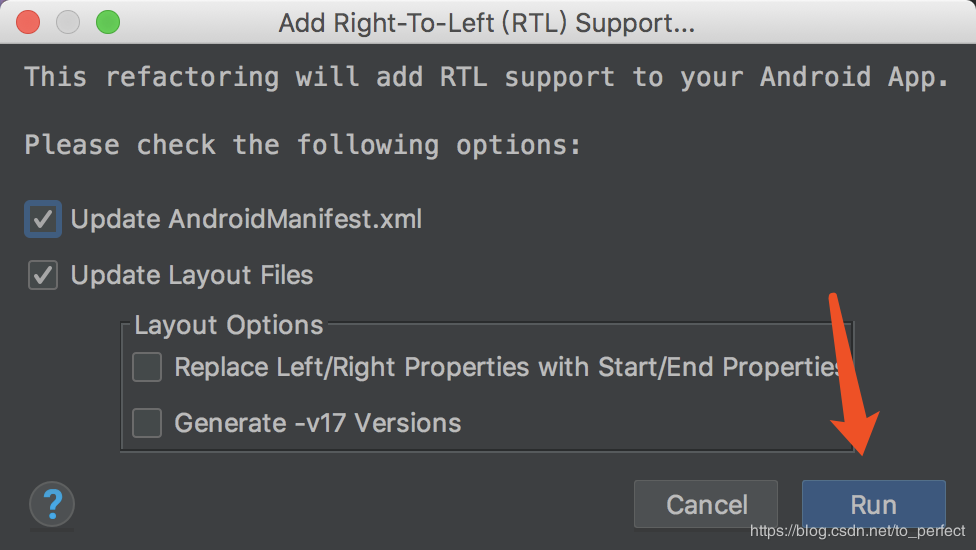 Add Right-To-Left (RTL) Support...
This refactoring will add RTL support to your Android App.
Please check the following options:
Update AndroidManifest.xml
Update Layout Files
Layout Options
Replace Left/Right Properties with Start/End Properties
Generate -v17 Versions
?
Cancel
Run
https://blog.csdn.net/to_perfect